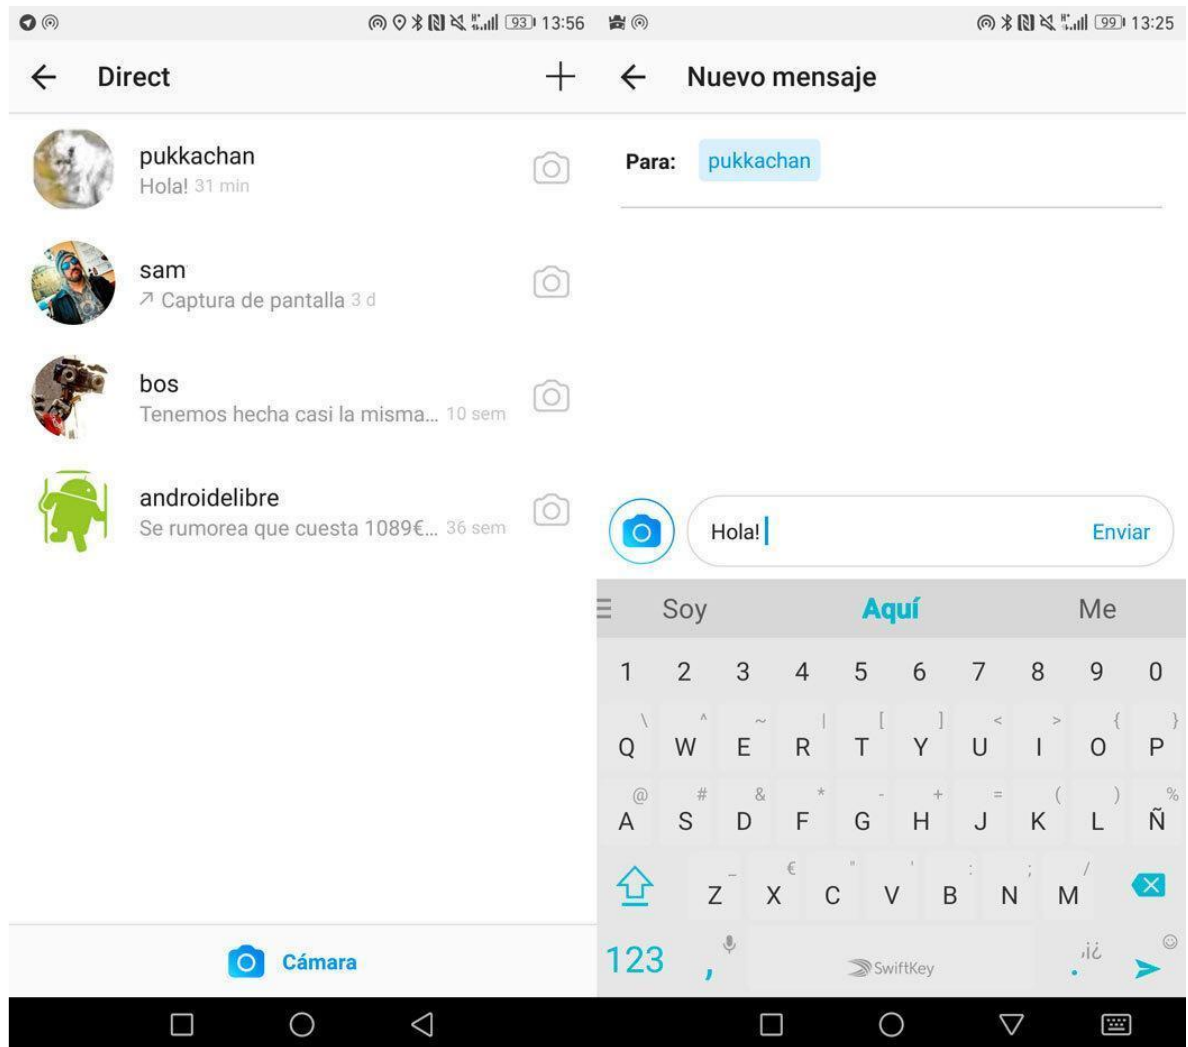 93 13:56
Direct
pukkachan
Hola! 31 min
sam
Captura de pantalla 3 d
bos
Tenemos hecha casi la misma... 10 sem
androidelibre
Se rumorea que cuesta 1089€... 36 sem
Cámara
99 13:25
Nuevo mensaje
Para: pukkachan
Hola! Enviar
Soy Aquí Me
1 2 3 4 5 6 7 8 9 0
\ ^ ~ | [ ] < > { }
Q W E R T Y U I O P
@ # & * - + = ( ) %
A S D F G H J K L Ñ
_ € " ' : ; /
Z X C V B N M
123 , SwiftKey . ,¡¿